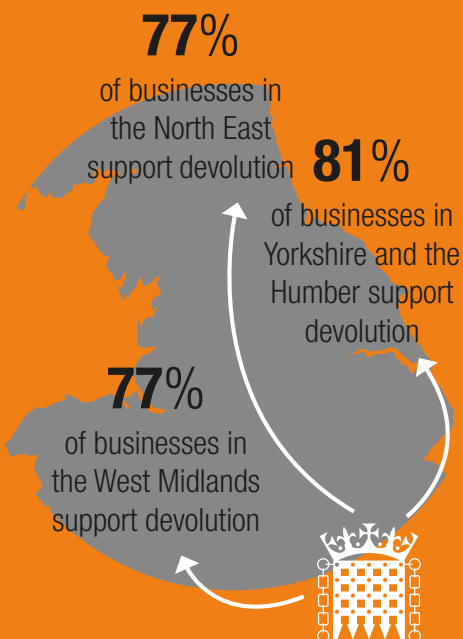 77%
of businesses in
the North East
support devolution
81%
of businesses in
Yorkshire and the
Humber support
devolution
77%
of businesses in
the West Midlands
support devolution